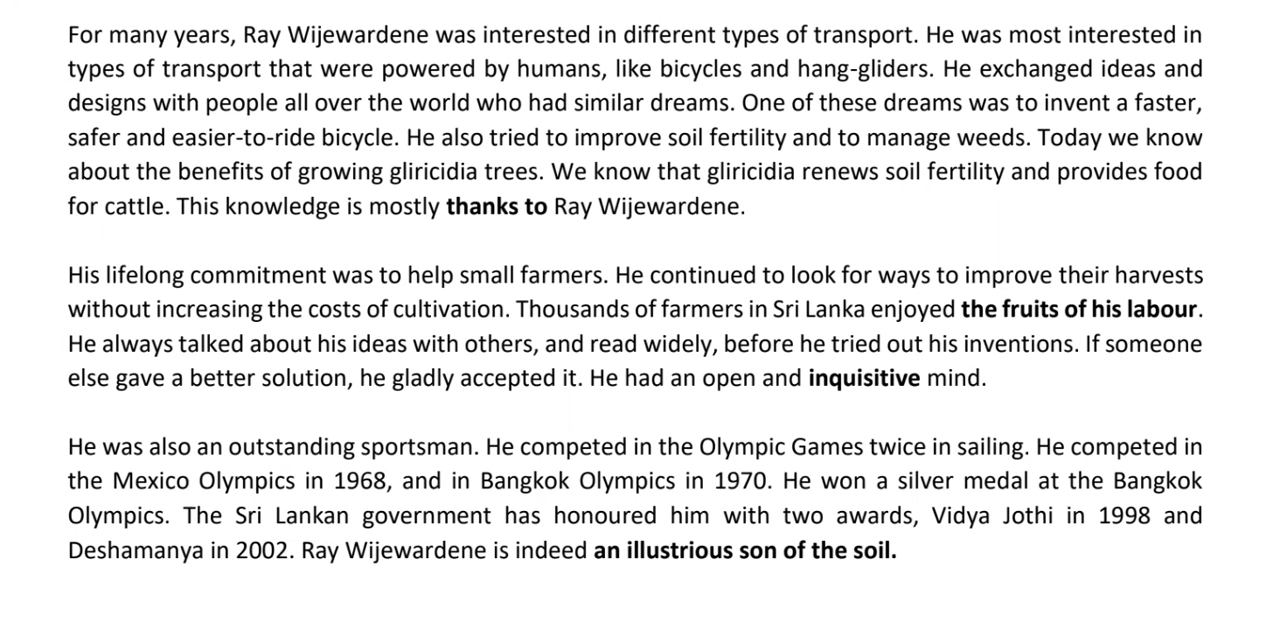 For many years, Ray Wijewardene was interested in different types of transport. He was most interested in
types of transport that were powered by humans, like bicycles and hang-gliders. He exchanged ideas and
designs with people all over the world who had similar dreams. One of these dreams was to invent a faster,
safer and easier-to-ride bicycle. He also tried to improve soil fertility and to manage weeds. Today we know
about the benefits of growing gliricidia trees. We know that gliricidia renews soil fertility and provides food
for cattle. This knowledge is mostly thanks to Ray Wijewardene.
His lifelong commitment was to help small farmers. He continued to look for ways to improve their harvests
without increasing the costs of cultivation. Thousands of farmers in Sri Lanka enjoyed the fruits of his labour.
He always talked about his ideas with others, and read widely, before he tried out his inventions. If someone
else gave a better solution, he gladly accepted it. He had an open and inquisitive mind.
He was also an outstanding sportsman. He competed in the Olympic Games twice in sailing. He competed in
the Mexico Olympics in 1968, and in Bangkok Olympics in 1970. He won a silver medal at the Bangkok
Olympics. The Sri Lankan government has honoured him with two awards, Vidya Jothi in 1998 and
Deshamanya in 2002. Ray Wijewardene is indeed an illustrious son of the soil.